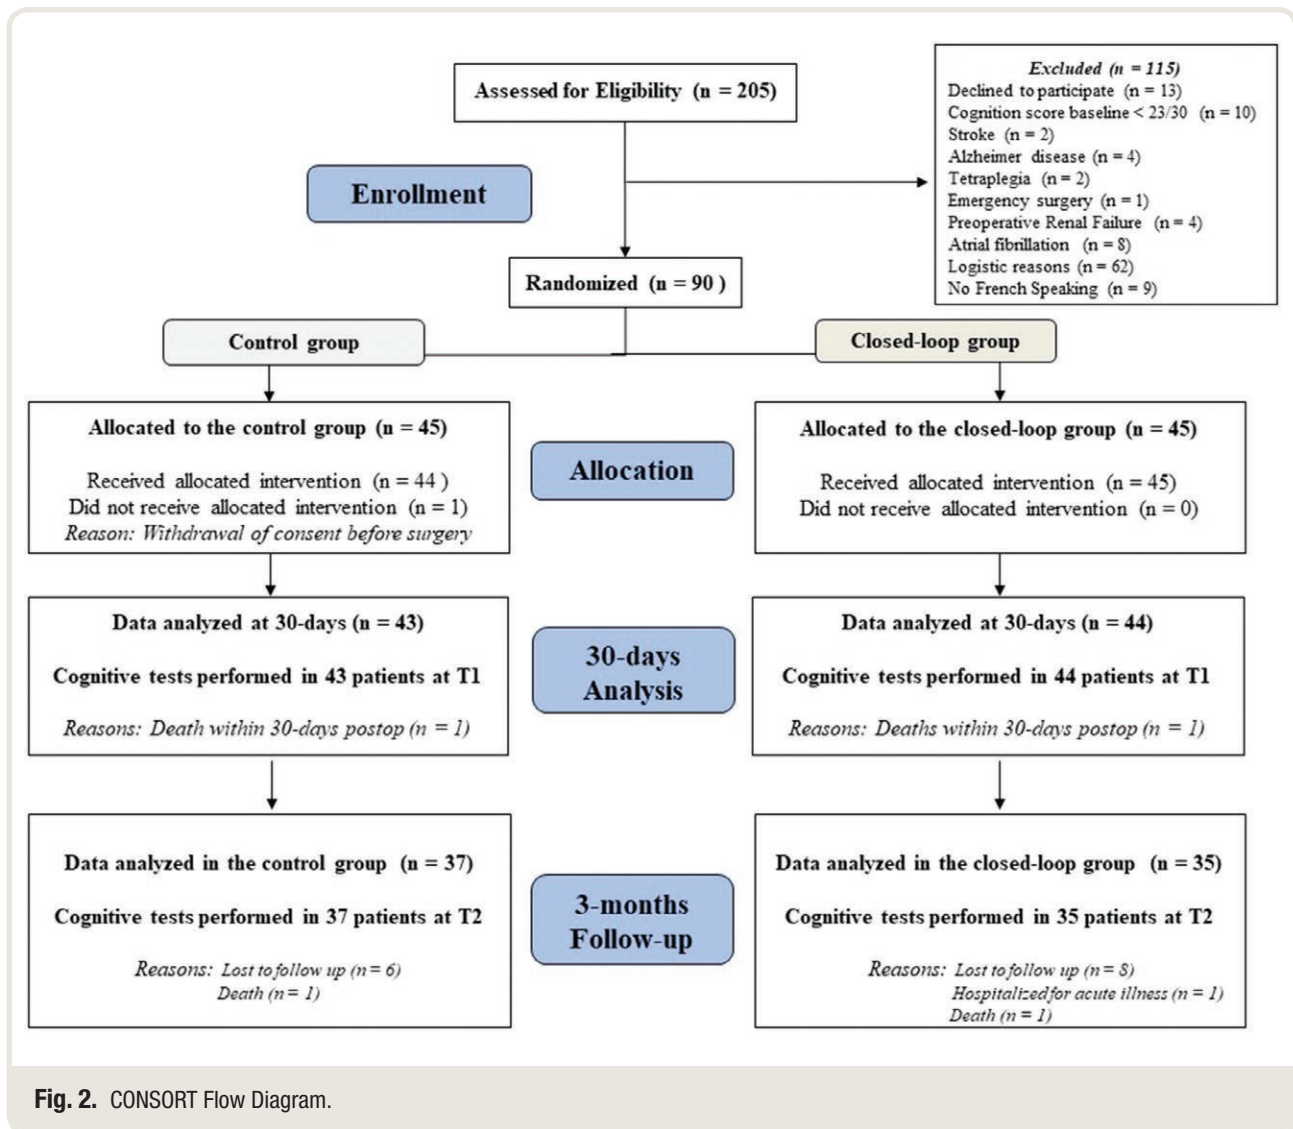 Assessed for Eligibility (n = 205)
Excluded (n = 115)
Declined to participate (n = 13)
Cognition score baseline < 23/30 (n = 10)
Stroke (n = 2)
Alzheimer disease (n = 4)
Tetraplegia (n = 2)
Emergency surgery (n = 1)
Preoperative Renal Failure (n = 4)
Atrial fibrillation (n = 8)
Logistic reasons (n = 62)
No French Speaking (n = 9)
Enrollment
Randomized (n = 90 )
Control group
Closed-loop group
Allocated to the control group (n = 45)
Received allocated intervention (n = 44 )
Did not receive allocated intervention (n = 1)
Reason: Withdrawal of consent before surgery
Allocation
Allocated to the closed-loop group (n = 45)
Received allocated intervention (n = 45)
Did not receive allocated intervention (n = 0)
Data analyzed at 30-days (n = 43)
Cognitive tests performed in 43 patients at T1
Reasons: Death within 30-days postop (n = 1)
30-days
Analysis
Data analyzed at 30-days (n = 44)
Cognitive tests performed in 44 patients at T1
Reasons: Deaths within 30-days postop (n = 1)
Data analyzed in the control group (n = 37)
Cognitive tests performed in 37 patients at T2
Reasons: Lost to follow up (n = 6)
Death (n = 1)
3-months
Follow-up
Data analyzed in the closed-loop group (n = 35)
Cognitive tests performed in 35 patients at T2
Reasons: Lost to follow up (n = 8)
Hospitalized for acute illness (n = 1)
Death (n = 1)
Fig. 2. CONSORT Flow Diagram.